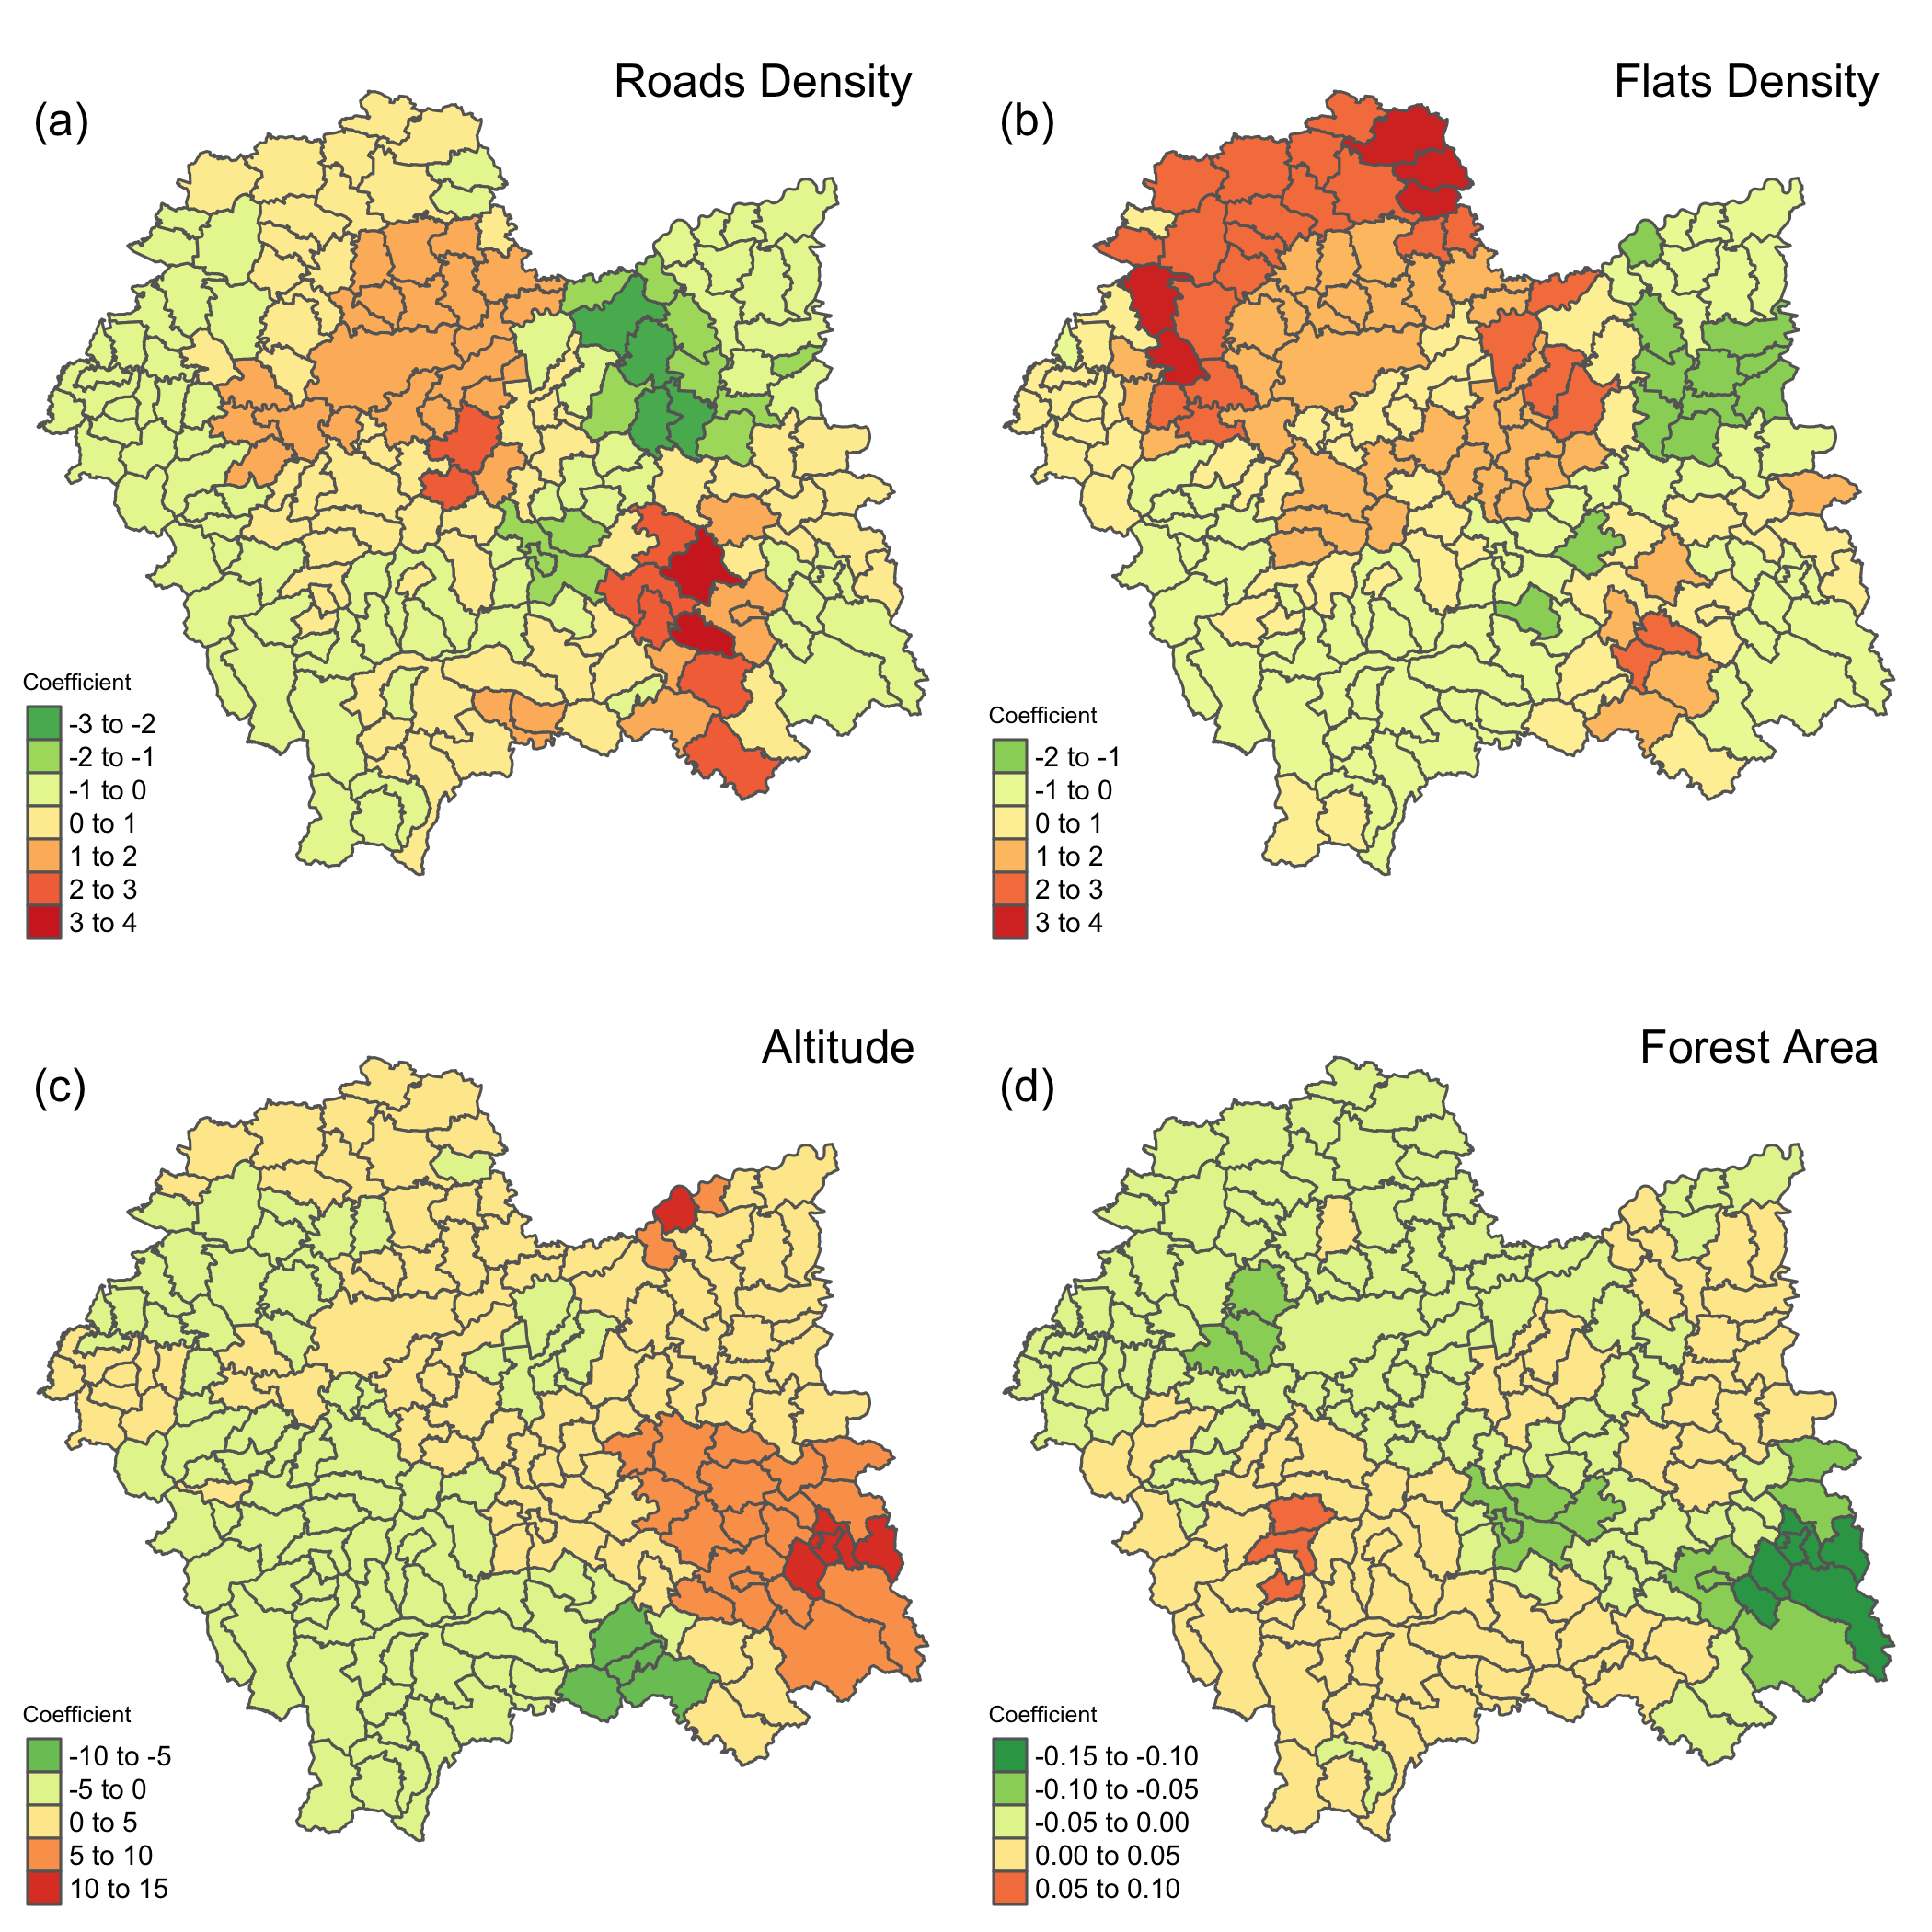 Roads Density
(a)
Coefficient
-3 to -2
-2 to -1
-1 to 0
0 to 1
1 to 2
2 to 3
3 to 4
Flats Density
(b)
Coefficient
-2 to -1
-1 to 0
0 to 1
1 to 2
2 to 3
3 to 4
Altitude
(c)
Coefficient
-10 to -5
-5 to 0
0 to 5
5 to 10
10 to 15
Forest Area
(d)
Coefficient
-0.15 to -0.10
-0.10 to -0.05
-0.05 to 0.00
0.00 to 0.05
0.05 to 0.10